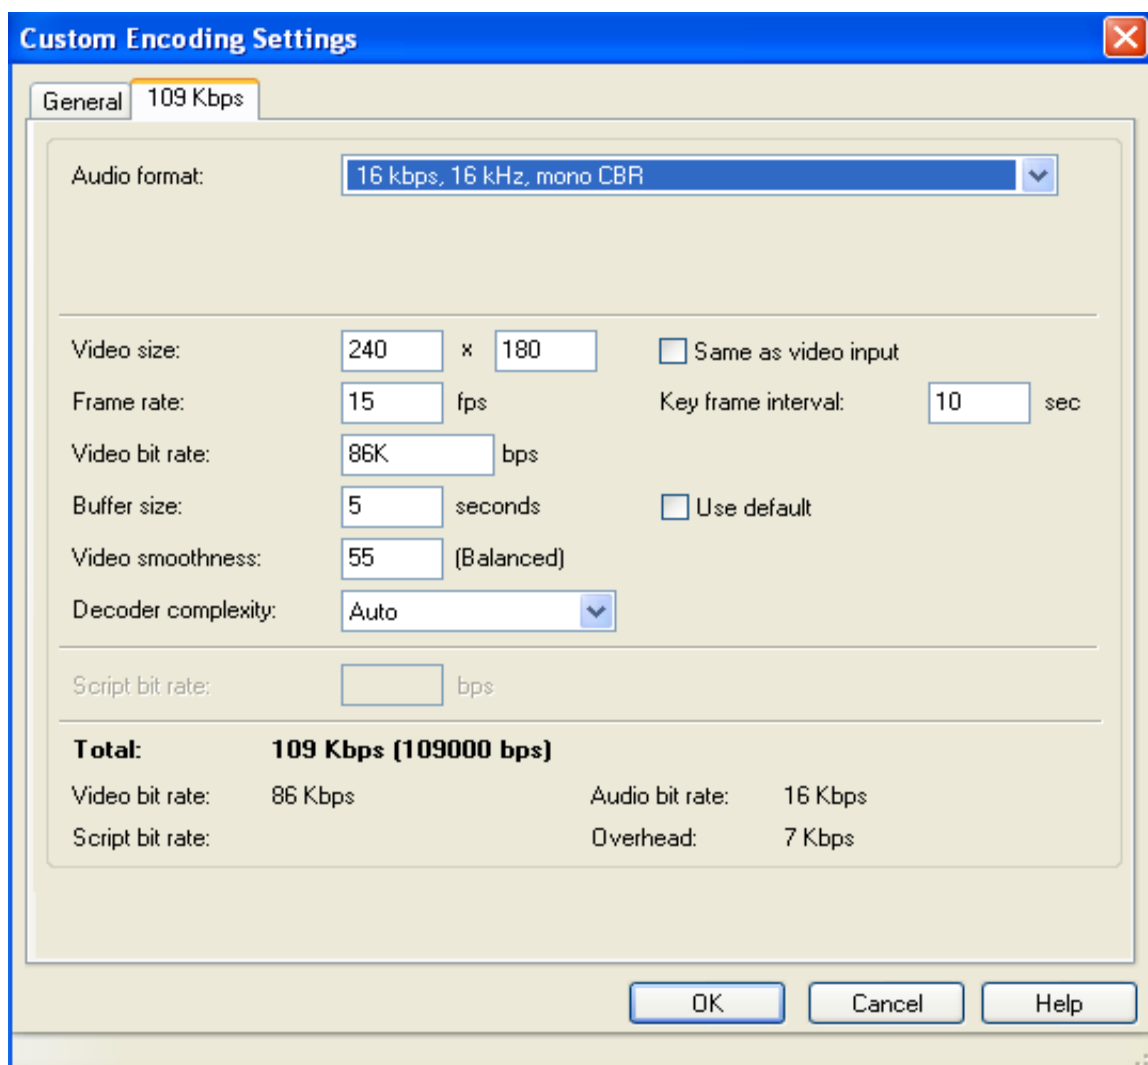 Custom Encoding Settings
General 109 Kbps
Audio format: 16 kbps, 16 kHz, mono CBR
Video size: 240 x 180 Same as video input
Frame rate: 15 fps Key frame interval: 10 sec
Video bit rate: 86K bps
Buffer size: 5 seconds Use default
Video smoothness: 55 (Balanced)
Decoder complexity: Auto
Script bit rate: bps
Total: 109 Kbps (109000 bps)
Video bit rate: 86 Kbps Audio bit rate: 16 Kbps
Script bit rate: Overhead: 7 Kbps
OK Cancel Help